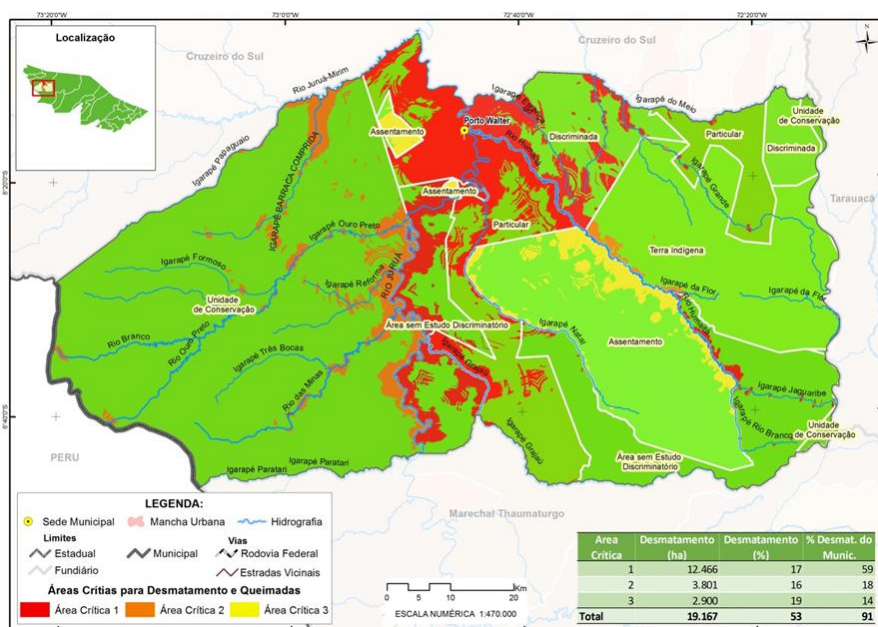 73°20'0"O
73°0'0"O
72°40'0"O
72°20'0"O
Localização
Cruzeiro do Sul
Cruzeiro do Sul
N
Rio Juruá-Mirim
Igarapé do Meio
Unidade
de Conservação
Assentamento
Porto Walter
Discriminada
Particular
Discriminada
Igarapé Papaguaio
IGARAPÉ BARRACA COMPRIDA
8°20'0"S
Assentamento
Igarapé Grande
Tarauacá
Igarapé Ouro Preto
Particular
Terra Indígena
Igarapé Formoso
Igarapé Reforma
RIO JURUÁ
Igarapé da Flor
Igarapé da Flor
Unidade
de Conservação
Rio Branco
Rio Ouro Preto
Área sem Estudo Discriminatório
Igarapé Natal
Rio Humaitá
Assentamento
Igarapé Três Bocas
Igarapé Grajaú
Rio das Minas
Igarapé Jaguaribe
8°40'0"S
Igarapé Rio Branco
Unidade
de Conservação
PERU
Igarapé Grajaú
Área sem Estudo
Discriminatório
Igarapé Paratari
Igarapé Paratari
Marechal Thaumaturgo
LEGENDA:
Sede Municipal Mancha Urbana Hidrografia
Limites Vias
Estadual Municipal Rodovia Federal
Fundiário Estradas Vicinais
Áreas Crítias para Desmatamento e Queimadas
Área Crítica 1 Área Crítica 2 Área Crítica 3
0 5 10 20
Km
ESCALA NUMÉRICA 1:470.000
Area Desmatamento Desmatamento % Desmat. do
Crítica (ha) (%) Munic.
1 12.466 17 59
2 3.801 16 18
3 2.900 19 14
Total 19.167 53 91